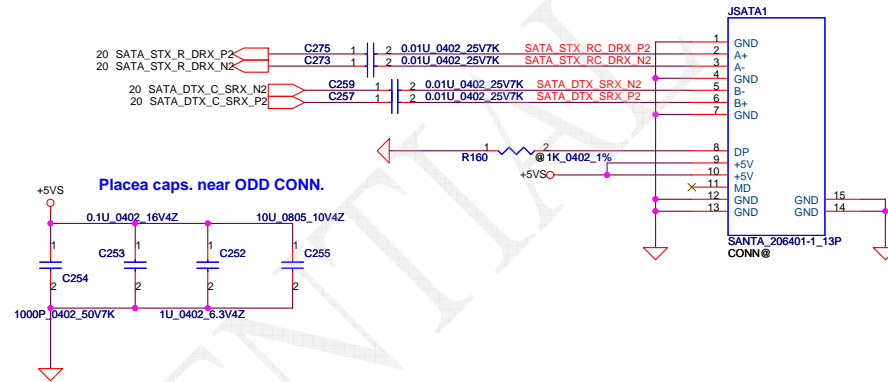 JSATA1
20 SATA_STX_R_DRX_P2 C275 1 2 0.01U_0402_25V7K SATA_STX_RC_DRX_P2 1 GND
20 SATA_STX_R_DRX_N2 C273 1 2 0.01U_0402_25V7K SATA_STX_RC_DRX_N2 2 A+
3 A-
4 GND
20 SATA_DTX_C_SRX_N2 C259 1 2 0.01U_0402_25V7K SATA_DTX_SRX_N2 5 B-
20 SATA_DTX_C_SRX_P2 C257 1 2 0.01U_0402_25V7K SATA_DTX_SRX_P2 6 B+
7 GND
R160 1 2 @1K_0402_1% 8 DP
9 +5V
+5VS 10 +5V
11 MD
12 GND GND 15
13 GND GND 14
SANTA_206401-1_13P
CONN@
Placea caps. near ODD CONN.
+5VS
0.1U_0402_16V4Z 10U_0805_10V4Z
1 1 1 1
C254 C253 C252 C255
2 2 2 2
1000P_0402_50V7K 1U_0402_6.3V4Z